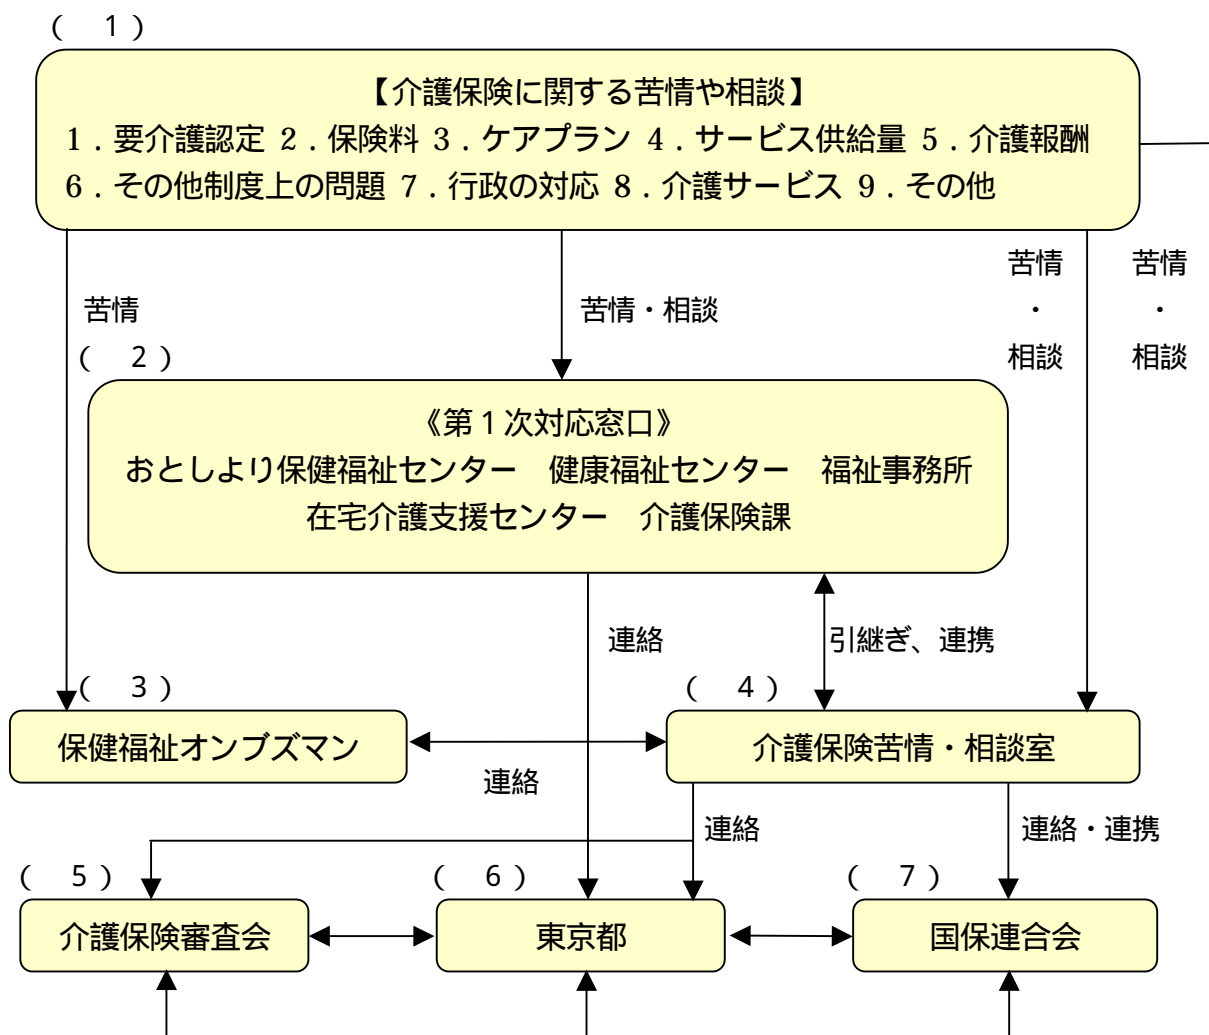 （　1 ）
【介護保険に関する苦情や相談】
1．要介護認定 2．保険料 3．ケアプラン 4．サービス供給量 5．介護報酬
6．その他制度上の問題 7．行政の対応 8．介護サービス 9．その他
苦情
苦情・相談
苦情
・
相談
苦情
・
相談
（　2 ）
《第1次対応窓口》
おとしより保健福祉センター　健康福祉センター　福祉事務所
在宅介護支援センター　介護保険課
連絡
引継ぎ、連携
（　3 ）
保健福祉オンブズマン
（　4 ）
介護保険苦情・相談室
連絡
連絡
連絡・連携
（　5 ）
介護保険審査会
（　6 ）
東京都
（　7 ）
国保連合会